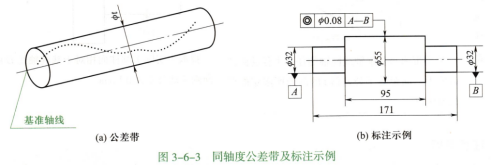 φt
基准轴线
(a) 公差带
◎ φ0.08 A—B
φ32
φ55
φ32
A
B
95
171
(b) 标注示例
图 3-6-3 同轴度公差带及标注示例